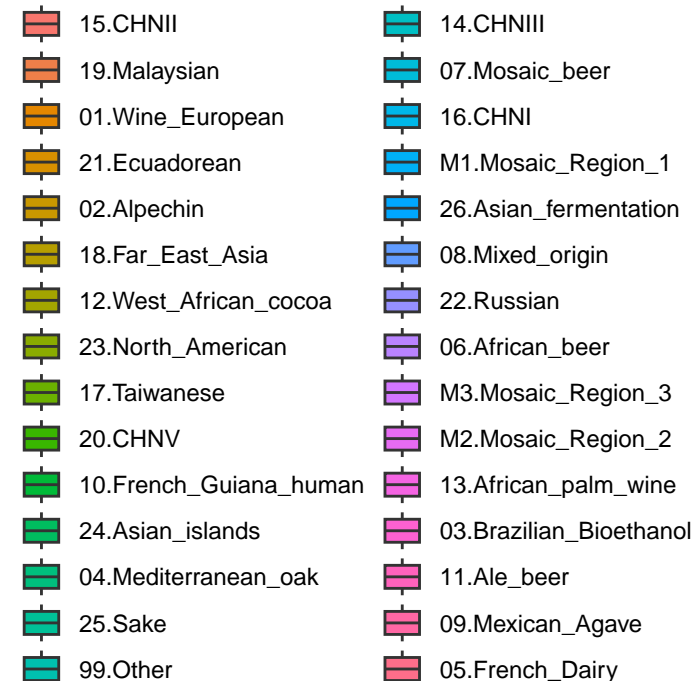 15.CHNII
19.Malaysian
01.Wine_European
21.Ecuadorean
02.Alpechin
18.Far_East_Asia
12.West_African_cocoa
23.North_American
17.Taiwanese
20.CHNV
10.French_Guiana_human
24.Asian_islands
04.Mediterranean_oak
25.Sake
99.Other
14.CHNIII
07.Mosaic_beer
16.CHNI
M1.Mosaic_Region_1
26.Asian_fermentation
08.Mixed_origin
22.Russian
06.African_beer
M3.Mosaic_Region_3
M2.Mosaic_Region_2
13.African_palm_wine
03.Brazilian_Bioethanol
11.Ale_beer
09.Mexican_Agave
05.French_Dairy